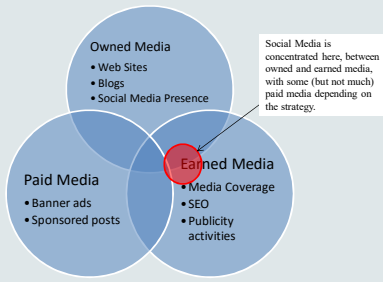 Owned Media
• Web Sites
• Blogs
• Social Media Presence
Social Media is
concentrated here, between
owned and earned media,
with some (but not much)
paid media depending on
the strategy.
Paid Media
• Banner ads
• Sponsored posts
Earned Media
• Media Coverage
• SEO
• Publicity
activities